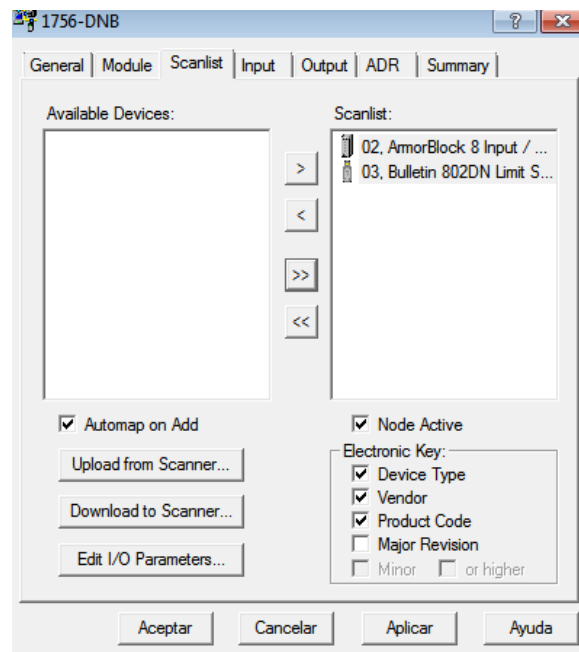 1756-DNB
General Module Scanlist Input Output ADR Summary
Available Devices:
Scanlist:
02, ArmorBlock 8 Input / ...
03, Bulletin 802DN Limit S...
>
<
>>
<<
Automap on Add
Node Active
Upload from Scanner...
Download to Scanner...
Edit I/O Parameters...
Electronic Key:
Device Type
Vendor
Product Code
Major Revision
Minor or higher
Aceptar Cancelar Aplicar Ayuda